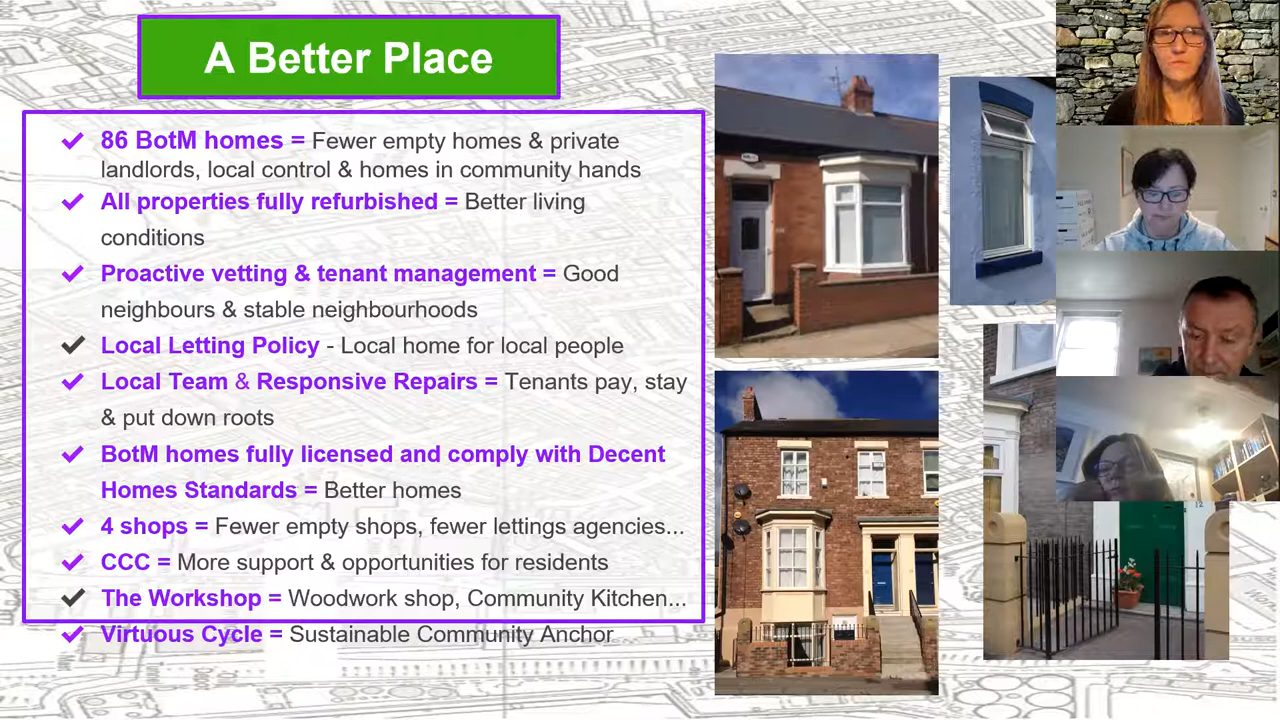 A Better Place
86 BotM homes = Fewer empty homes & private
landlords, local control & homes in community hands
All properties fully refurbished = Better living
conditions
Proactive vetting & tenant management = Good
neighbours & stable neighbourhoods
Local Letting Policy - Local home for local people
Local Team & Responsive Repairs = Tenants pay, stay
& put down roots
BotM homes fully licensed and comply with Decent
Homes Standards = Better homes
4 shops = Fewer empty shops, fewer lettings agencies...
CCC = More support & opportunities for residents
The Workshop = Woodwork shop, Community Kitchen...
Virtuous Cycle = Sustainable Community Anchor